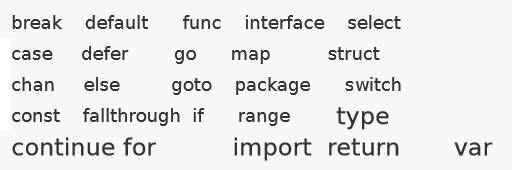 break default func interface select
case defer go map struct
chan else goto package switch
const fallthrough if range type
continue for import return var